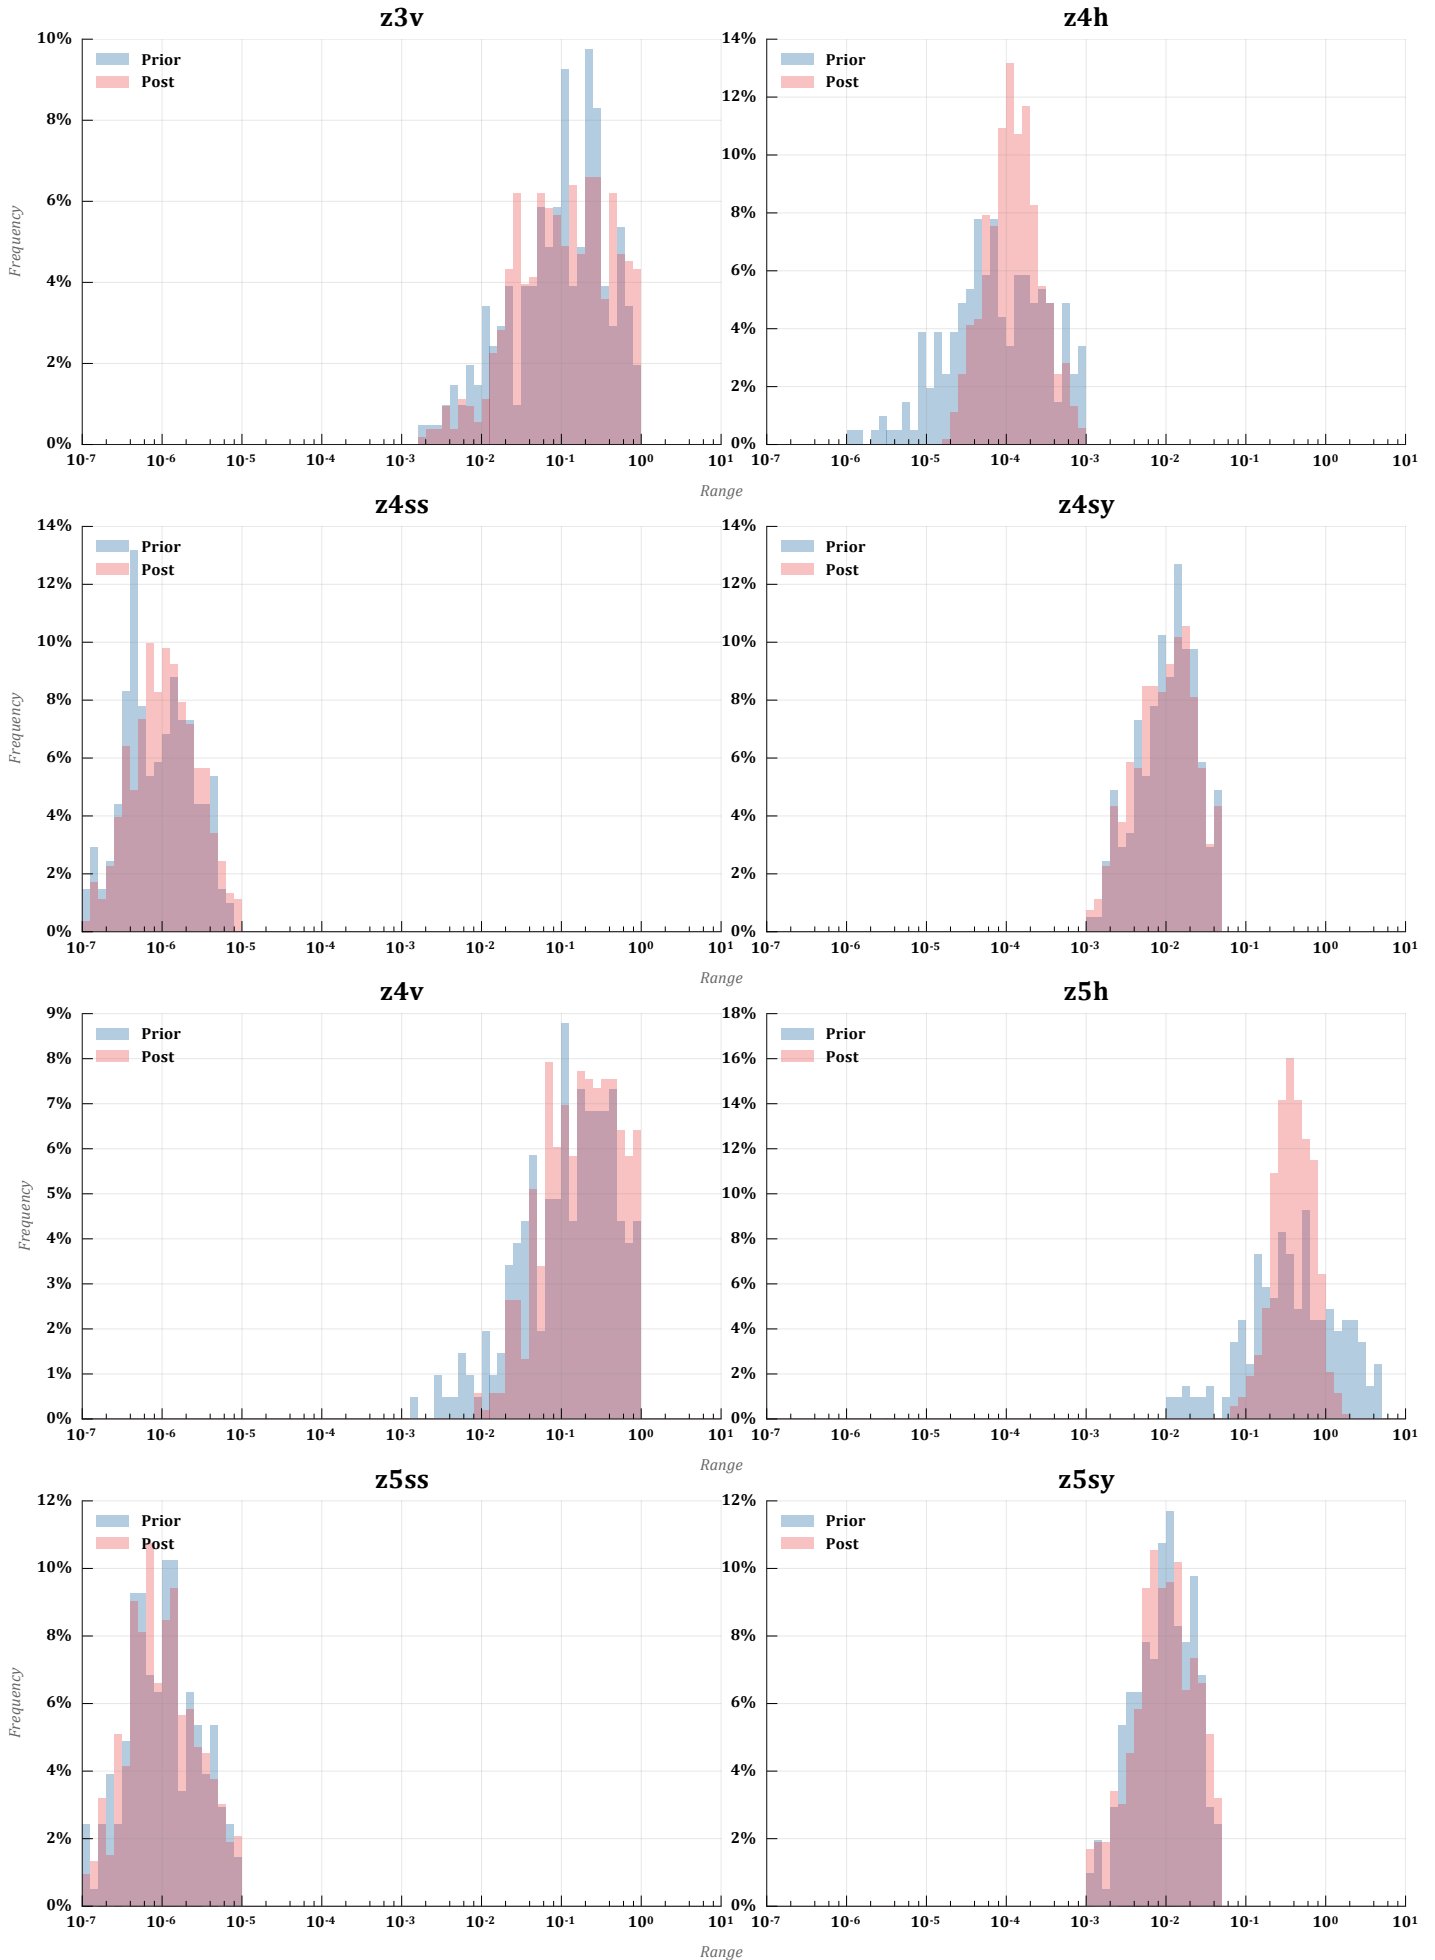 z3v
10%
8%
6%
4%
2%
0%
Frequency
Prior
Post
10⁻⁷ 10⁻⁶ 10⁻⁵ 10⁻⁴ 10⁻³ 10⁻² 10⁻¹ 10⁰ 10¹
z4h
14%
12%
10%
8%
6%
4%
2%
0%
Prior
Post
10⁻⁷ 10⁻⁶ 10⁻⁵ 10⁻⁴ 10⁻³ 10⁻² 10⁻¹ 10⁰ 10¹
Range
z4ss
14%
12%
10%
8%
6%
4%
2%
0%
Frequency
Prior
Post
10⁻⁷ 10⁻⁶ 10⁻⁵ 10⁻⁴ 10⁻³ 10⁻² 10⁻¹ 10⁰ 10¹
z4sy
14%
12%
10%
8%
6%
4%
2%
0%
Prior
Post
10⁻⁷ 10⁻⁶ 10⁻⁵ 10⁻⁴ 10⁻³ 10⁻² 10⁻¹ 10⁰ 10¹
Range
z4v
9%
8%
7%
6%
5%
4%
3%
2%
1%
0%
Frequency
Prior
Post
10⁻⁷ 10⁻⁶ 10⁻⁵ 10⁻⁴ 10⁻³ 10⁻² 10⁻¹ 10⁰ 10¹
z5h
18%
16%
14%
12%
10%
8%
6%
4%
2%
0%
Prior
Post
10⁻⁷ 10⁻⁶ 10⁻⁵ 10⁻⁴ 10⁻³ 10⁻² 10⁻¹ 10⁰ 10¹
Range
z5ss
12%
10%
8%
6%
4%
2%
0%
Frequency
Prior
Post
10⁻⁷ 10⁻⁶ 10⁻⁵ 10⁻⁴ 10⁻³ 10⁻² 10⁻¹ 10⁰ 10¹
z5sy
12%
10%
8%
6%
4%
2%
0%
Prior
Post
10⁻⁷ 10⁻⁶ 10⁻⁵ 10⁻⁴ 10⁻³ 10⁻² 10⁻¹ 10⁰ 10¹
Range